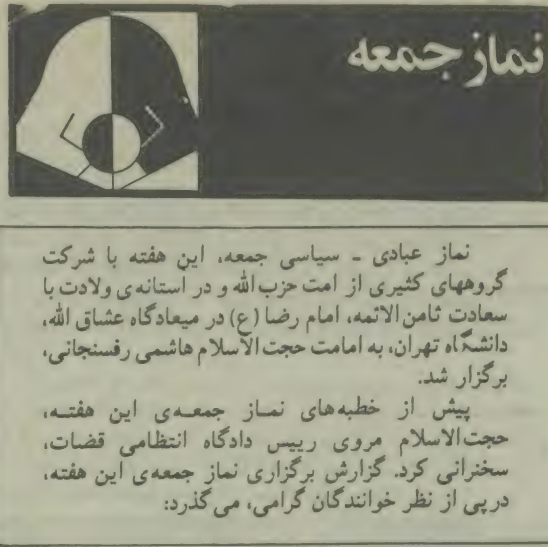 نماز جمعه
نماز عبادی ـ سیاسی جمعه، این هفته با شرکت
گروههای کثیری از امت حزب‌الله و در آستانه‌ی ولادت با
سعادت ثامن‌الائمه، امام رضا (ع) در میعادگاه عشاق الله،
دانشگاه تهران، به امامت حجت‌الاسلام هاشمی رفسنجانی،
برگزار شد.
پیش از خطبه‌های نماز جمعه‌ی این هفته،
حجت‌الاسلام مروی رییس دادگاه انتظامی قضات،
سخنرانی کرد. گزارش برگزاری نماز جمعه‌ی این هفته،
درپی از نظر خوانندگان گرامی، می‌گذرد: